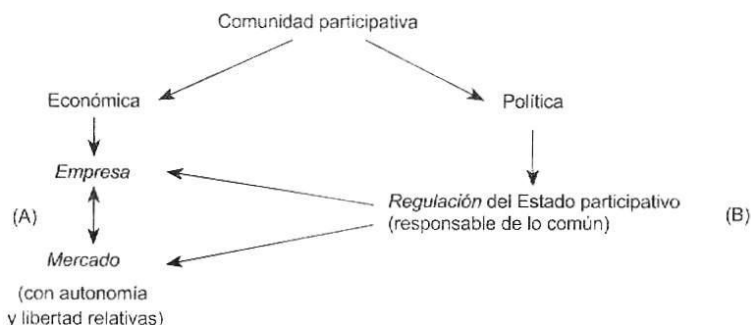 Comunidad participativa
Económica
Política
Empresa
Regulación del Estado participativo
(responsable de lo común)
(A)
(B)
Mercado
(con autonomía
y libertad relativas)